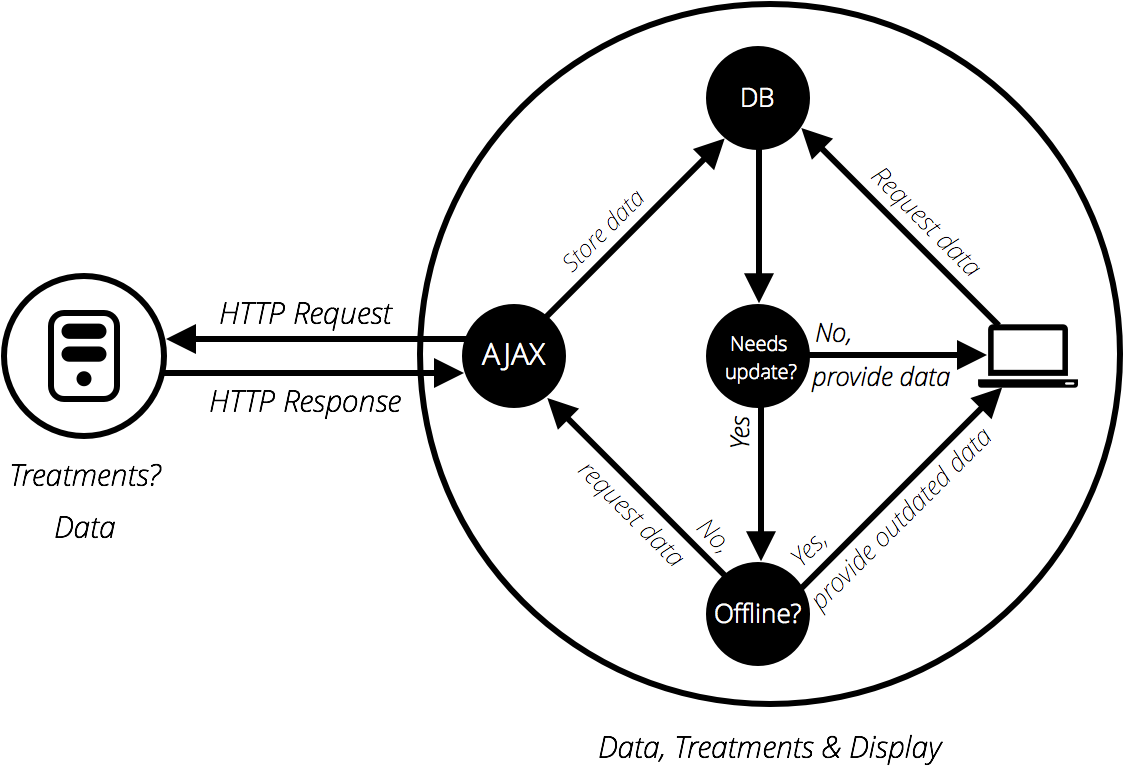 DB
Store data
Request data
HTTP Request
AJAX
Needs
update?
No,
provide data
HTTP Response
Yes
Treatments?
Data
No,
request data
Yes,
provide outdated data
Offline?
Data, Treatments & Display